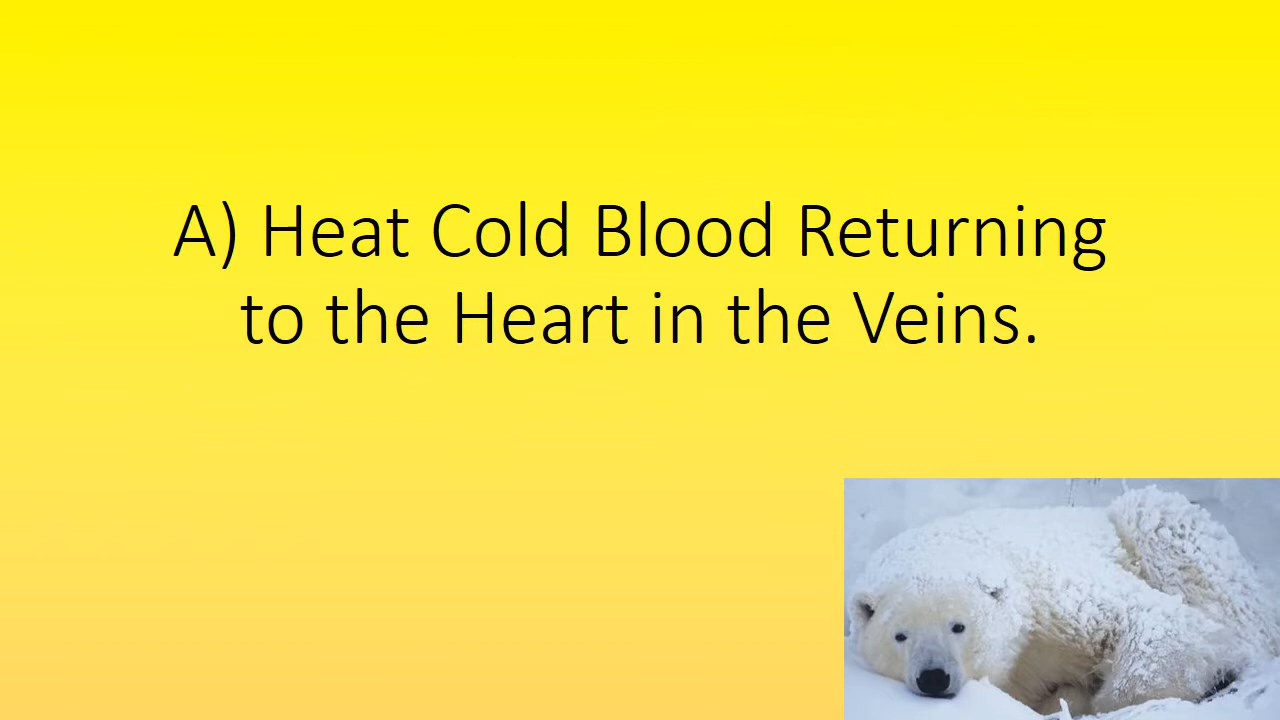 A) Heat Cold Blood Returning
to the Heart in the Veins.